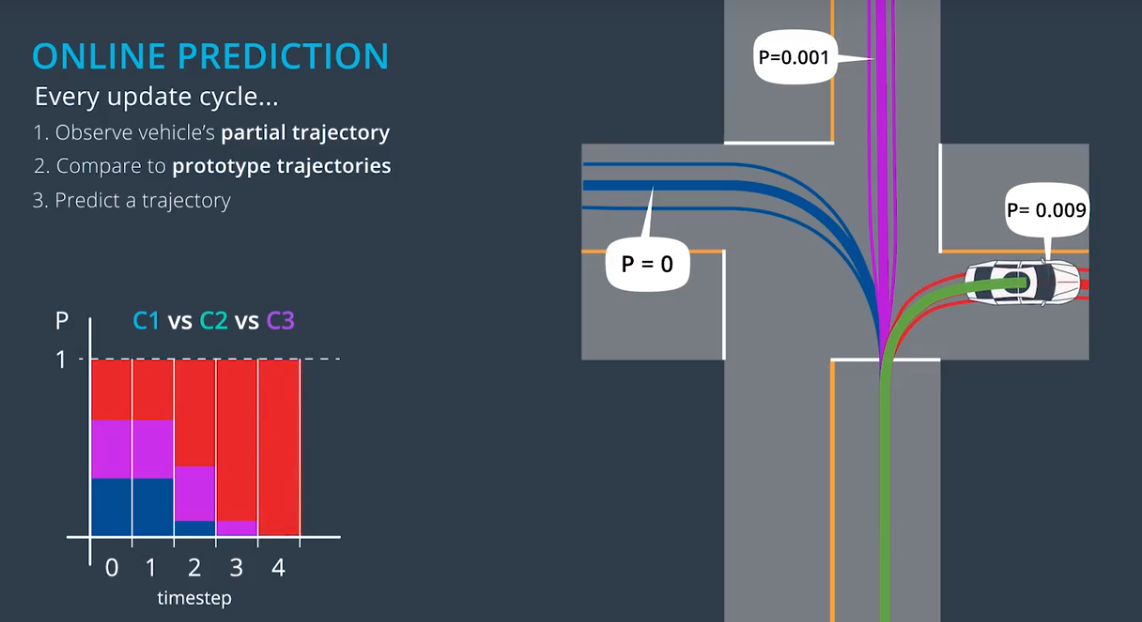 ONLINE PREDICTION
Every update cycle...
1. Observe vehicle's partial trajectory
2. Compare to prototype trajectories
3. Predict a trajectory
P=0.001
P= 0.009
P = 0
P
C1 vs C2 vs C3
1
0 1 2 3 4
timestep